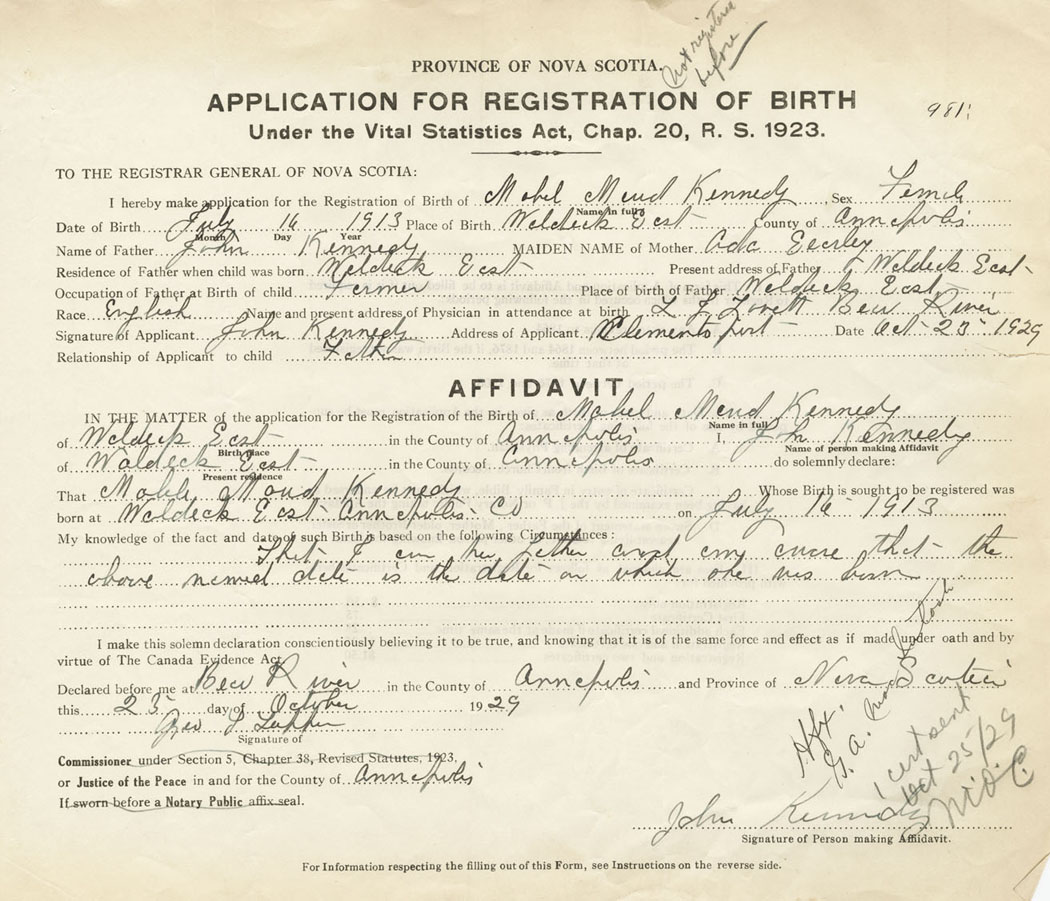 Not registered
before
PROVINCE OF NOVA SCOTIA.
APPLICATION FOR REGISTRATION OF BIRTH
981
Under the Vital Statistics Act, Chap. 20, R. S. 1923.
TO THE REGISTRAR GENERAL OF NOVA SCOTIA:
I hereby make application for the Registration of Birth of Mabel Maud Kennedy, Sex Female
Name in full
Date of Birth July 16 1913 Place of Birth Waldeck East County of Annapolis
Month Day Year
Name of Father John Kennedy MAIDEN NAME of Mother Ada
Residence of Father when child was born Waldeck East Present address of Father Waldeck East
Occupation of Father at Birth of child Farmer Place of birth of Father Waldeck East
Race English Name and present address of Physician in attendance at birth L J Lovett Bear River
Signature of Applicant John Kennedy Address of Applicant Clementsport Date Oct 25 1929
Relationship of Applicant to child Father
AFFIDAVIT
IN THE MATTER of the application for the Registration of the Birth of Mabel Maud Kennedy
Name in full
of Waldeck East in the County of Annapolis I, Kennedy
Birth place Name of person making Affidavit
of Waldeck East in the County of Annapolis do solemnly declare:
Present residence
That Mable Maud Kennedy Whose Birth is sought to be registered was
born at Waldeck East Annapolis Co on July 16 1913
My knowledge of the fact and date of such Birth is based on the following Circumstances:
That I am her father and am aware that the
above named date is the date on which she was born
I make this solemn declaration conscientiously believing it to be true, and knowing that it is of the same force and effect as if made under oath and by
virtue of The Canada Evidence Act.
Declared before me at Bear River in the County of Annapolis and Province of Nova Scotia
this 25 day of October 1929
Geo
Signature of
Commissioner under Section 5, Chapter 38, Revised Statutes, 1923,
or Justice of the Peace in and for the County of Annapolis
If sworn before a Notary Public affix seal.
cert sent
Oct 25/29
John Kennedy
Signature of Person making Affidavit.
For Information respecting the filling out of this Form, see Instructions on the reverse side.